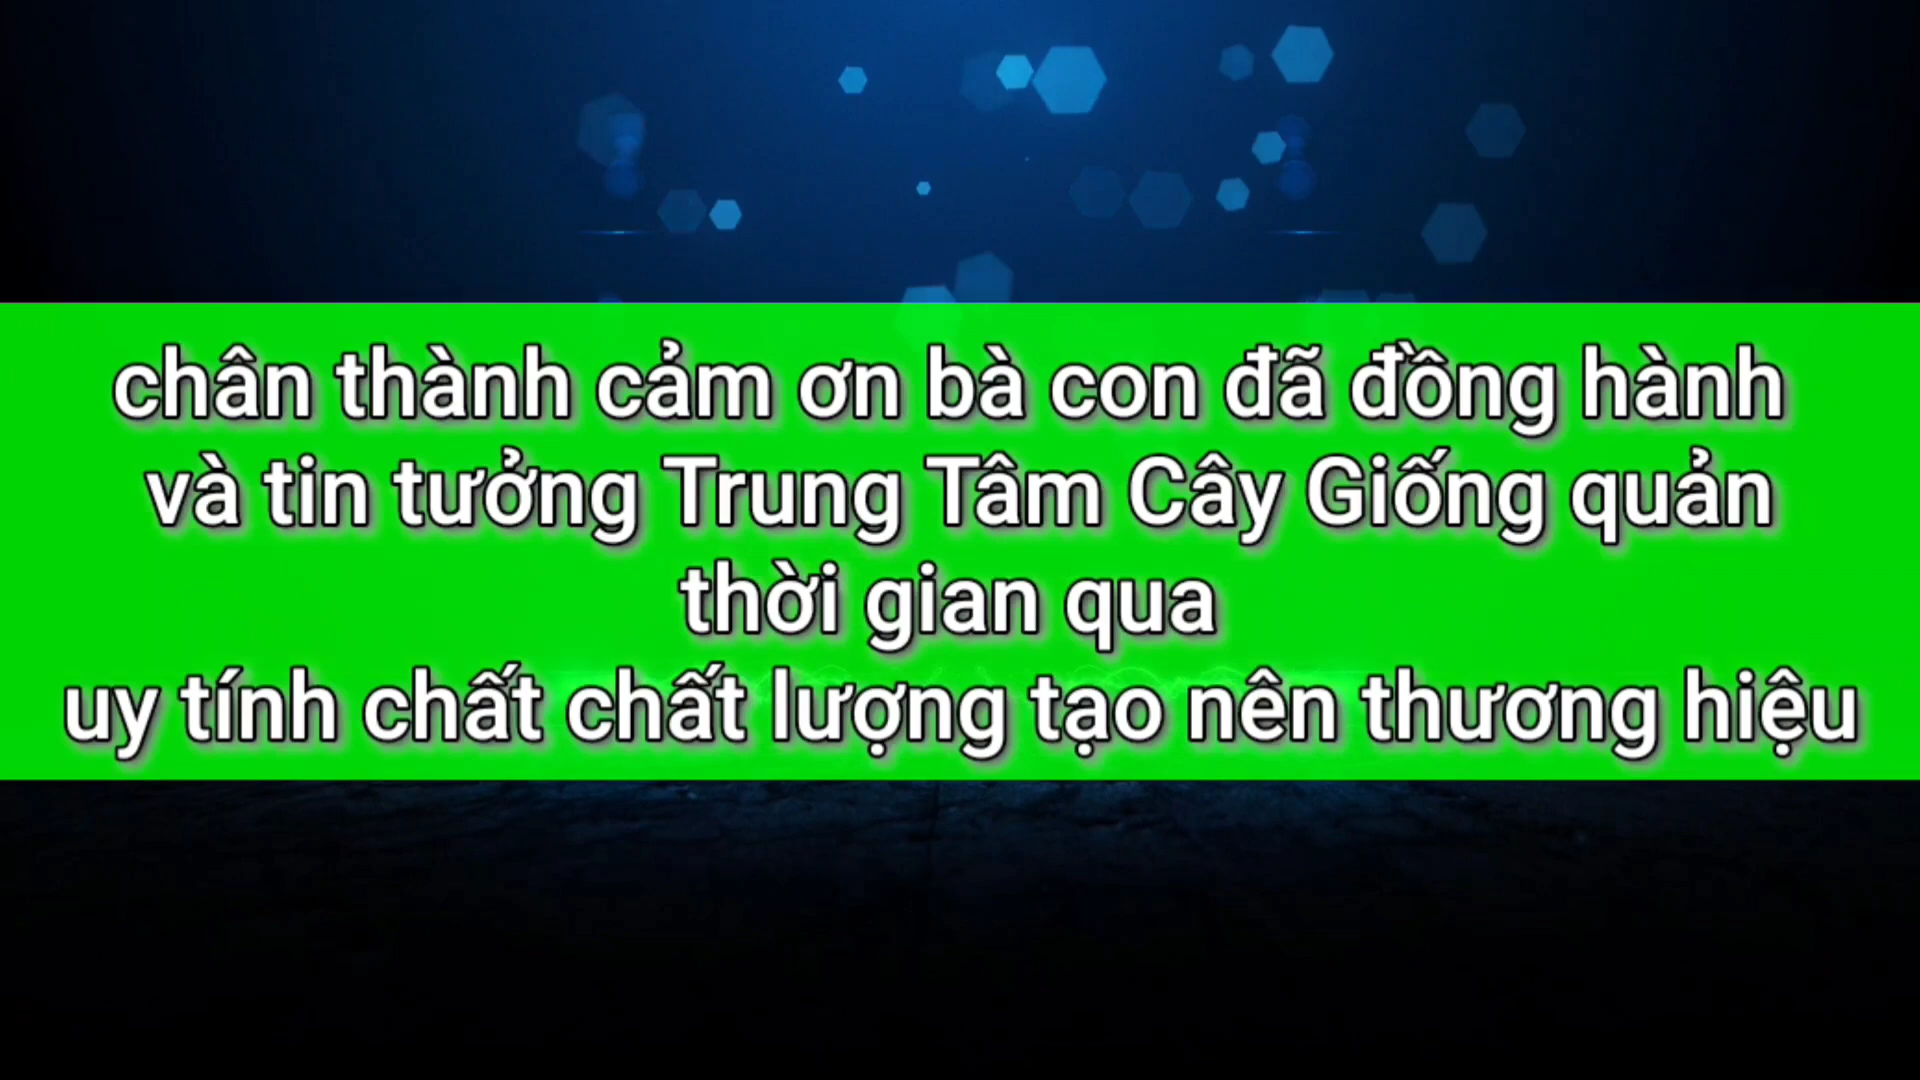 chân thành cảm ơn bà con đã đồng hành
và tin tưởng Trung Tâm Cây Giống quản
thời gian qua
uy tính chất chất lượng tạo nên thương hiệu